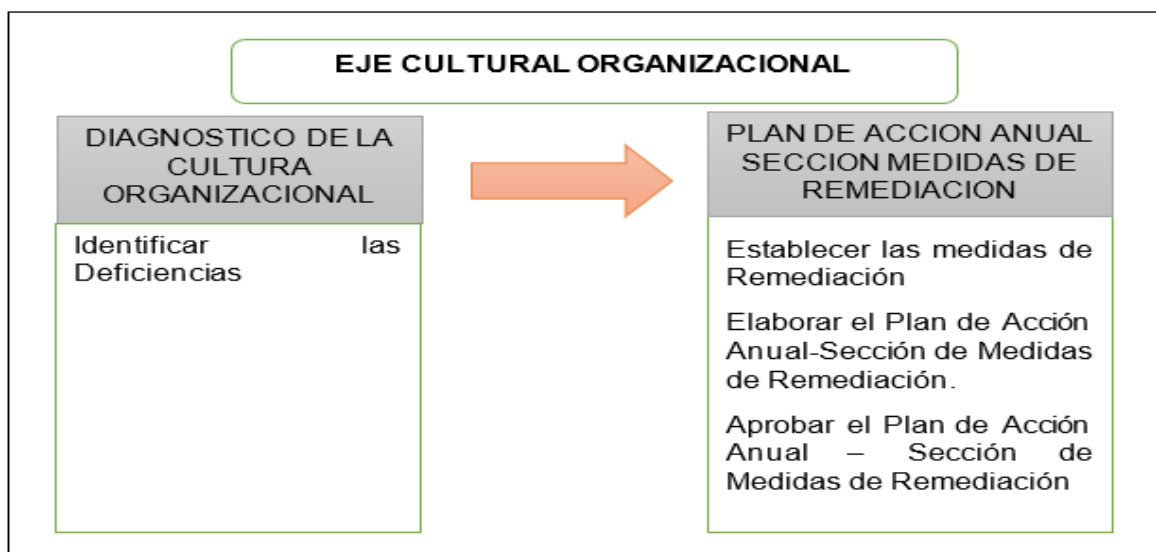 EJE CULTURAL ORGANIZACIONAL
DIAGNOSTICO DE LA
CULTURA
ORGANIZACIONAL
Identificar las
Deficiencias
PLAN DE ACCION ANUAL
SECCION MEDIDAS DE
REMEDIACION
Establecer las medidas de
Remediación
Elaborar el Plan de Acción
Anual-Sección de Medidas
de Remediación.
Aprobar el Plan de Acción
Anual – Sección de
Medidas de Remediación